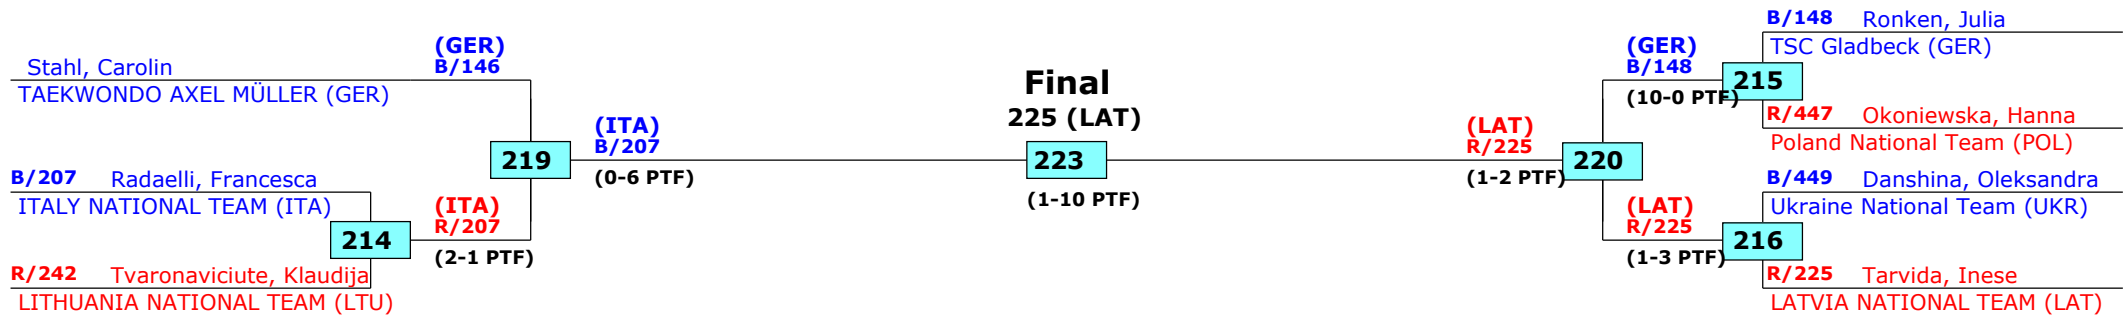 Stahl, Carolin
TAEKWONDO AXEL MÜLLER (GER)
B/207 Radaelli, Francesca
ITALY NATIONAL TEAM (ITA)
214
R/242 Tvaronaviciute, Klaudija
LITHUANIA NATIONAL TEAM (LTU)
(GER)
B/146
219
(ITA)
R/207
(2-1 PTF)
(ITA)
B/207
(0-6 PTF)
Final
225 (LAT)
223
(1-10 PTF)
(LAT)
R/225
(1-2 PTF)
220
(GER)
B/148
(10-0 PTF)
(LAT)
R/225
(1-3 PTF)
B/148 Ronken, Julia
TSC Gladbeck (GER)
215
R/447 Okoniewska, Hanna
Poland National Team (POL)
B/449 Danshina, Oleksandra
Ukraine National Team (UKR)
216
R/225 Tarvida, Inese
LATVIA NATIONAL TEAM (LAT)